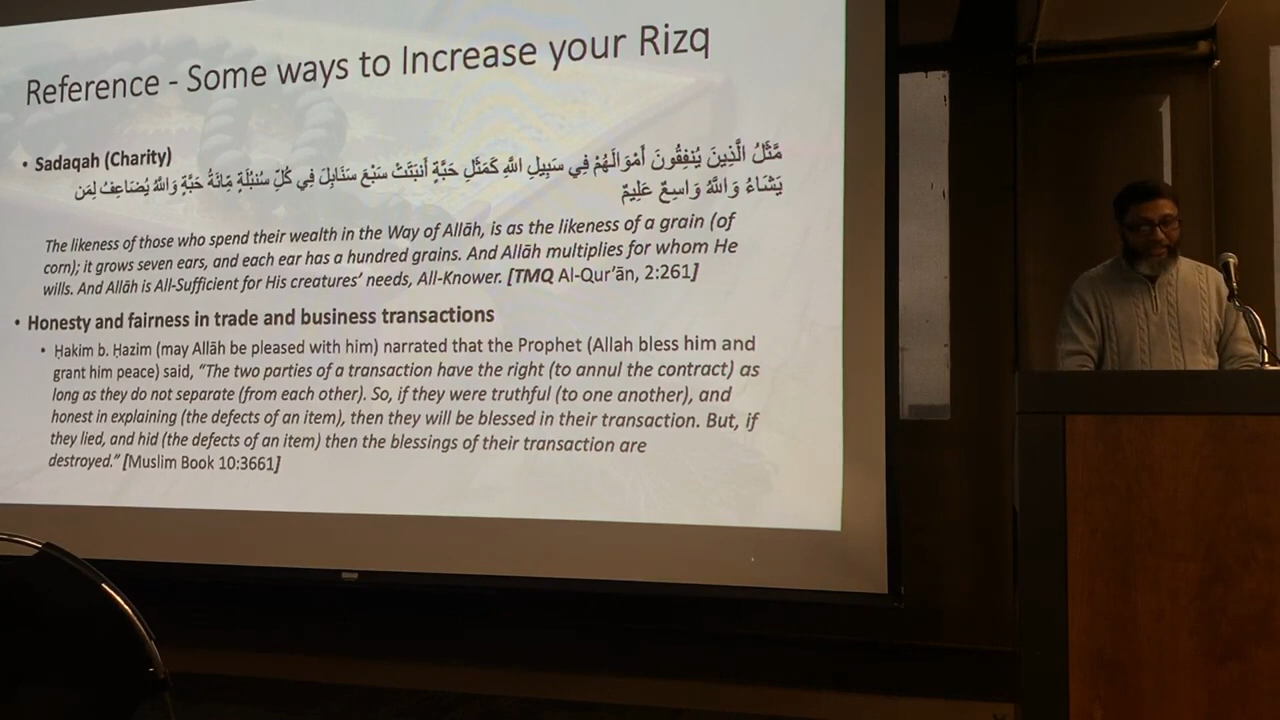 Reference - Some ways to Increase your Rizq
• Sadaqah (Charity)
مَّثَلُ الَّذِينَ يُنفِقُونَ أَمْوَالَهُمْ فِي سَبِيلِ اللَّهِ كَمَثَلِ حَبَّةٍ أَنبَتَتْ سَبْعَ سَنَابِلَ فِي كُلِّ سُنبُلَةٍ مِّائَةُ حَبَّةٍ وَاللَّهُ يُضَاعِفُ لِمَن
يَشَاءُ وَاللَّهُ وَاسِعٌ عَلِيمٌ
The likeness of those who spend their wealth in the Way of Allāh, is as the likeness of a grain (of
corn); it grows seven ears, and each ear has a hundred grains. And Allāh multiplies for whom He
wills. And Allāh is All-Sufficient for His creatures’ needs, All-Knower. [TMQ Al-Qur’ān, 2:261]
• Honesty and fairness in trade and business transactions
• Ḥakim b. Ḥazim (may Allāh be pleased with him) narrated that the Prophet (Allah bless him and
grant him peace) said, “The two parties of a transaction have the right (to annul the contract) as
long as they do not separate (from each other). So, if they were truthful (to one another), and
honest in explaining (the defects of an item), then they will be blessed in their transaction. But, if
they lied, and hid (the defects of an item) then the blessings of their transaction are
destroyed.” [Muslim Book 10:3661]